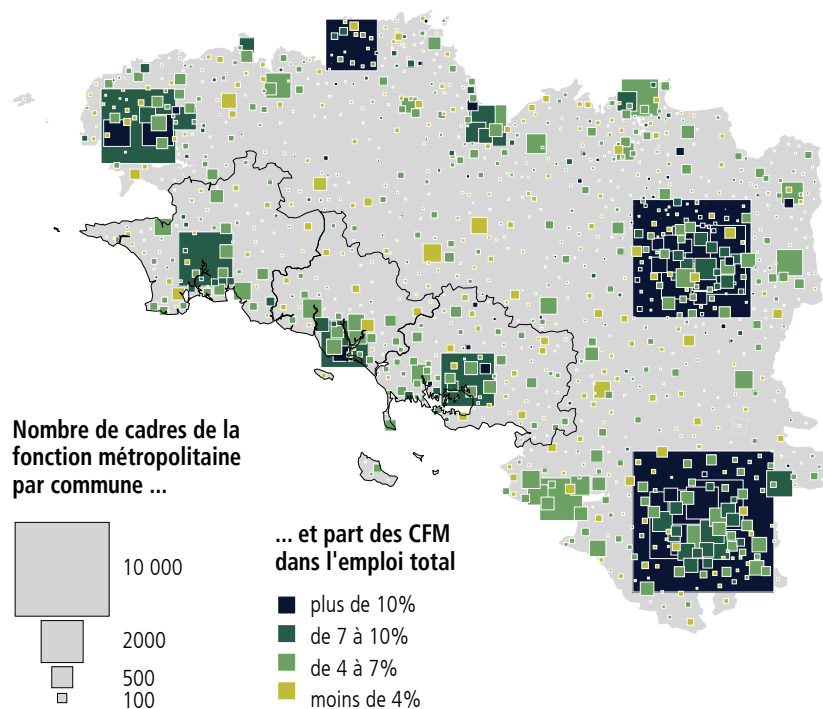 Nombre de cadres de la
fonction métropolitaine
par commune ...
10 000
2000
500
100
... et part des CFM
dans l'emploi total
plus de 10%
de 7 à 10%
de 4 à 7%
moins de 4%